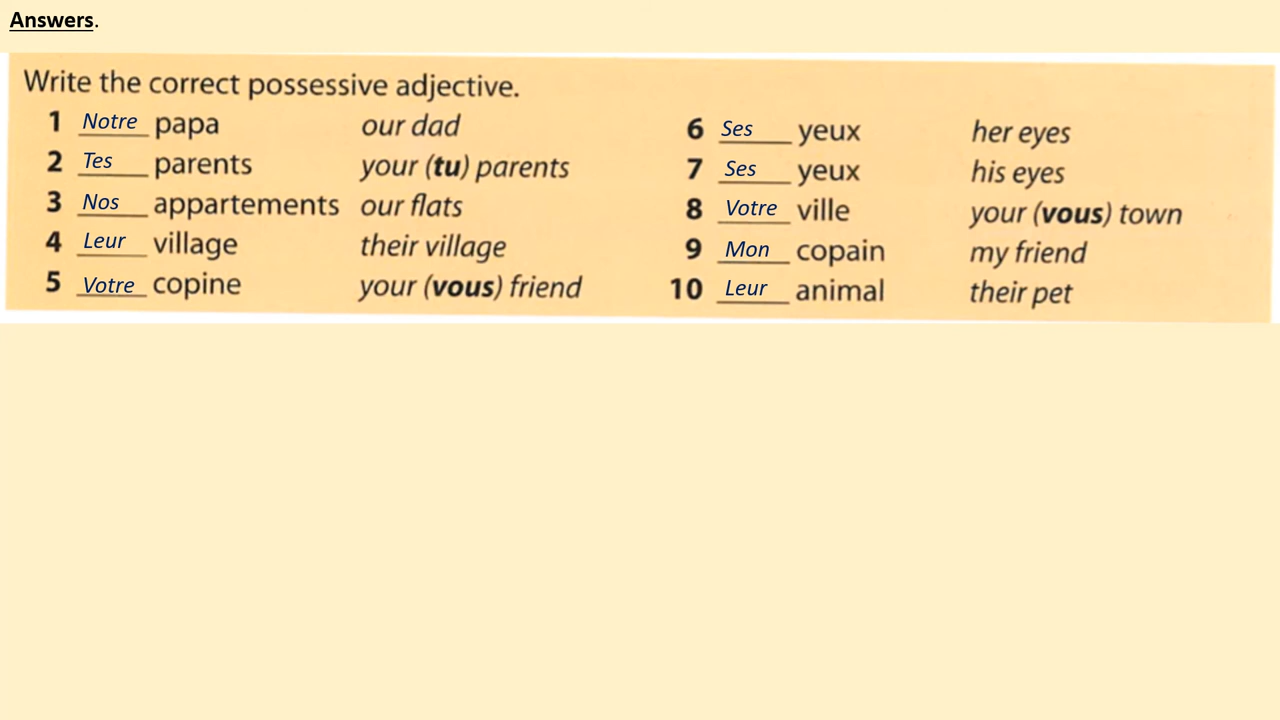 Answers.
Write the correct possessive adjective.
1 Notre papa our dad
2 Tes parents your (tu) parents
3 Nos appartements our flats
4 Leur village their village
5 Votre copine your (vous) friend
6 Ses yeux her eyes
7 Ses yeux his eyes
8 Votre ville your (vous) town
9 Mon copain my friend
10 Leur animal their pet